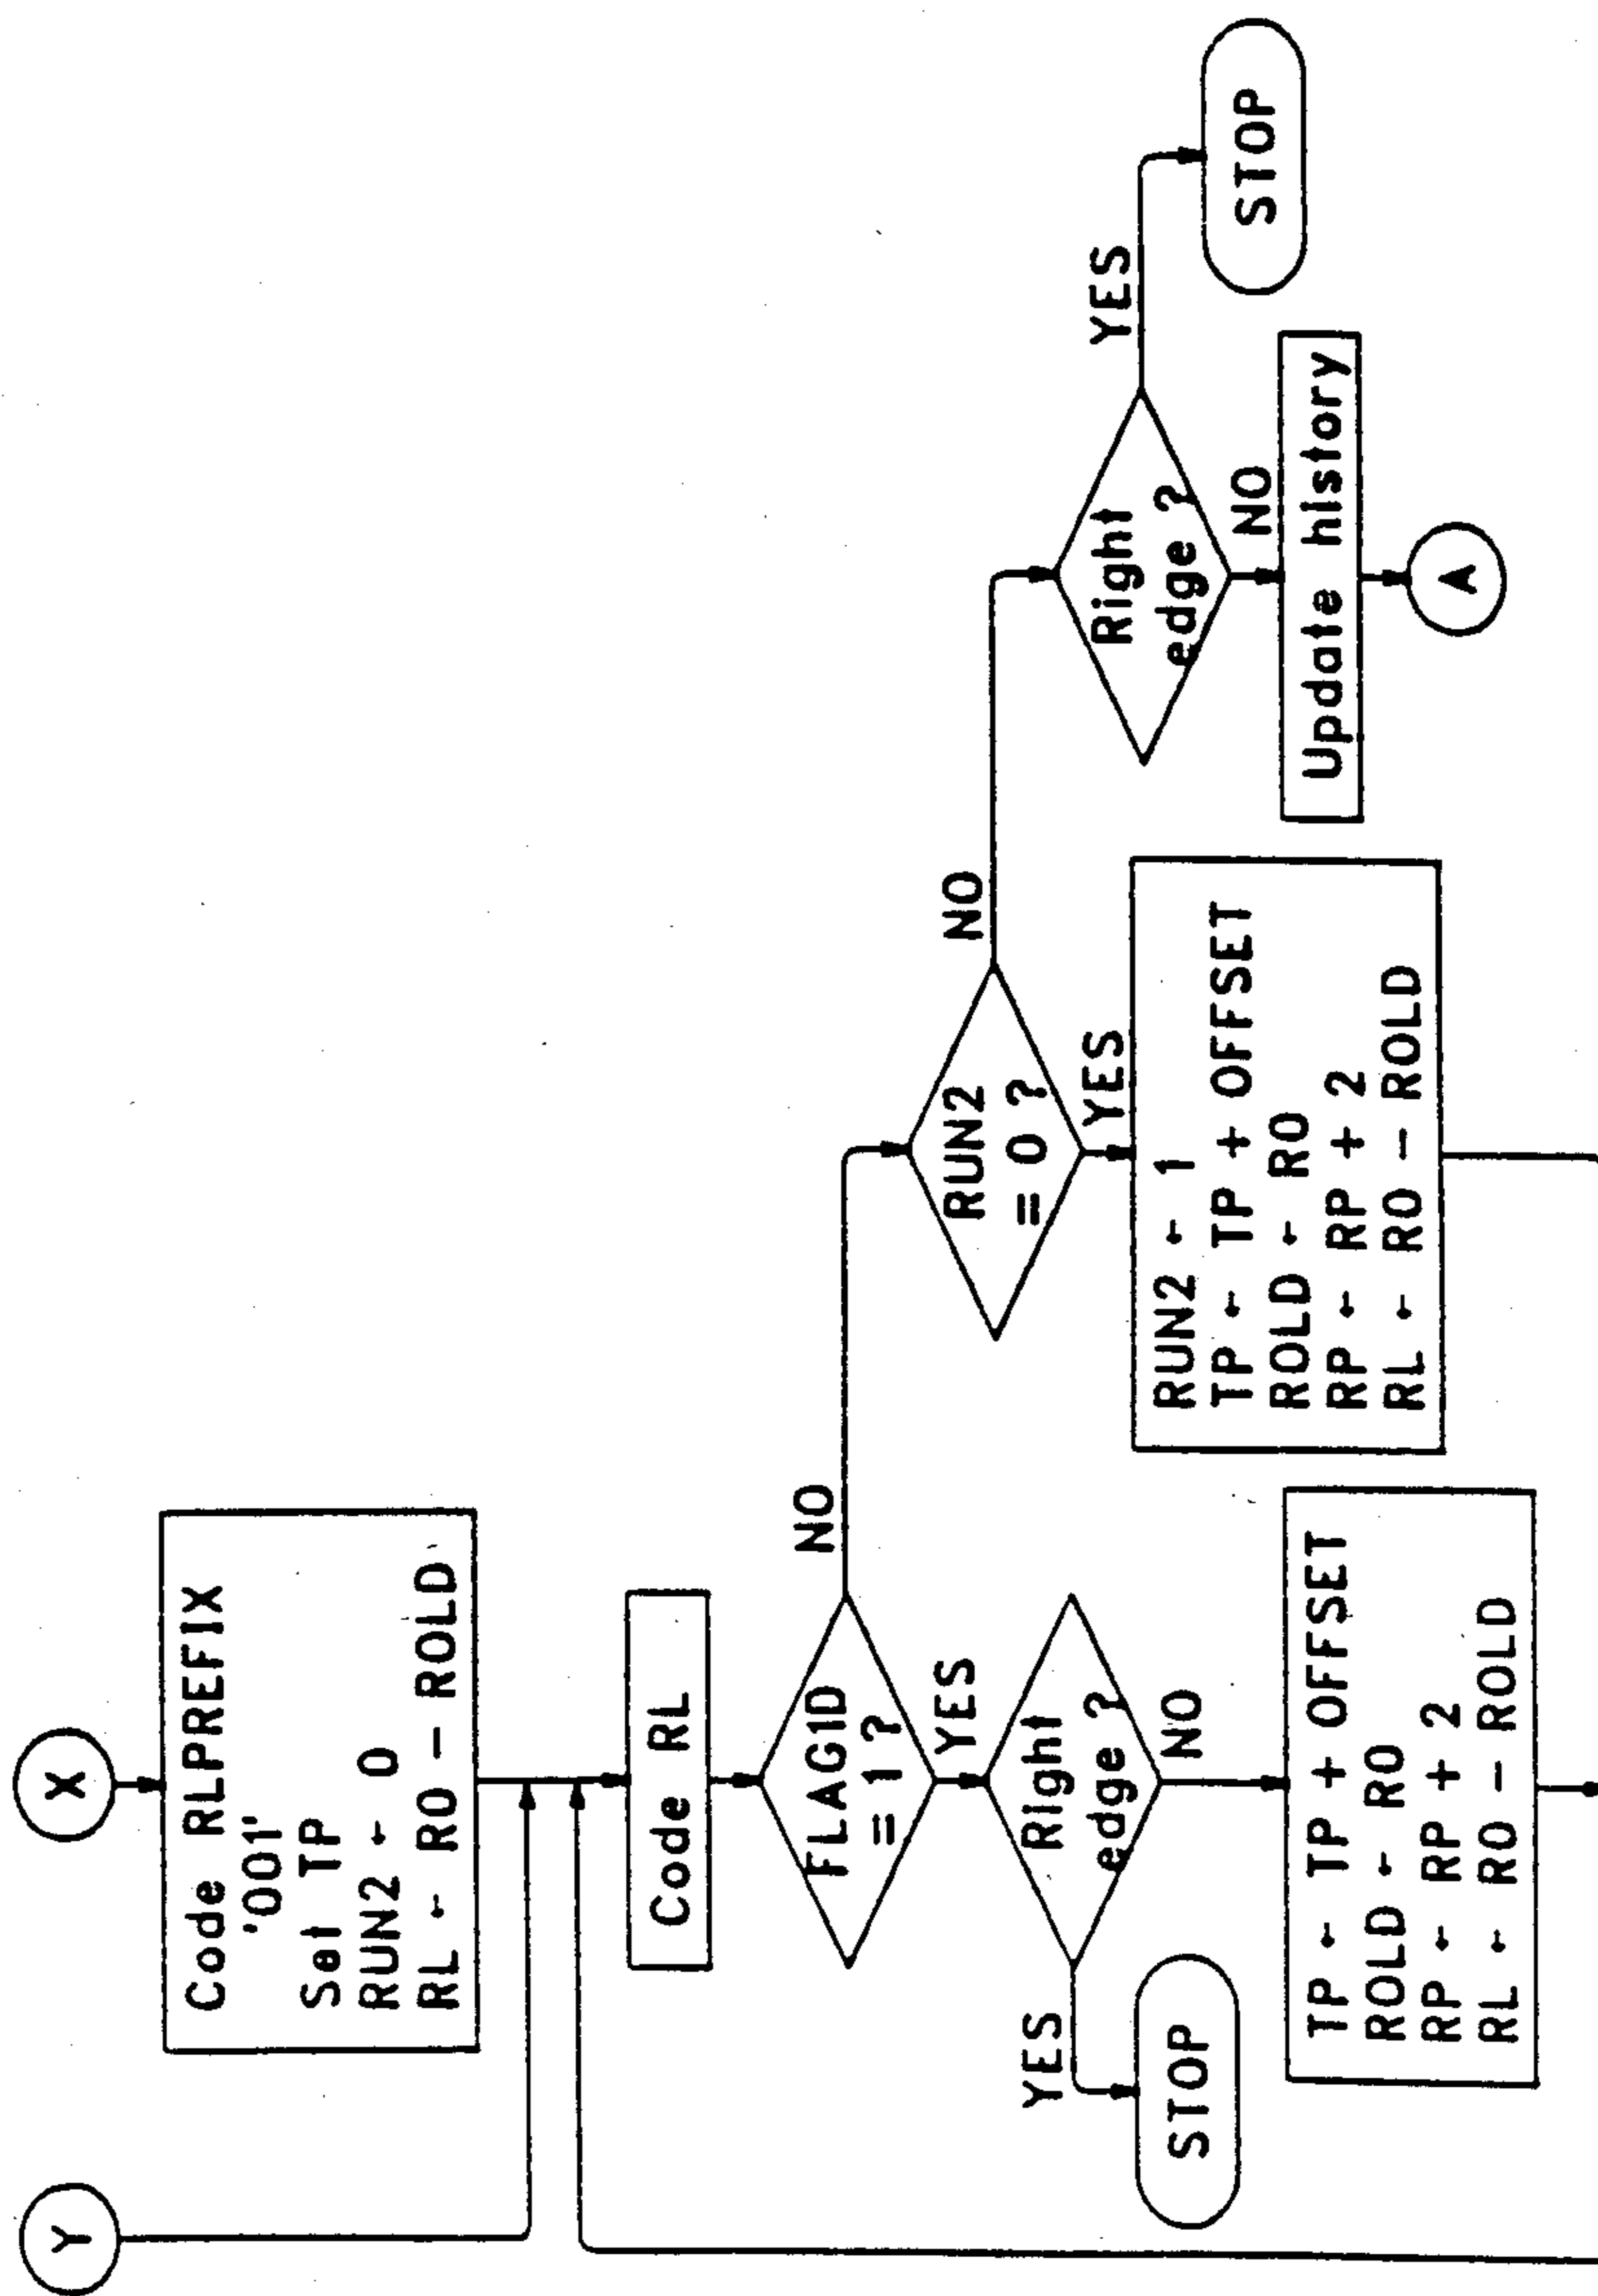 Y
X
Code RLPREFIX
'001'
Set TP
RUN2 ← 0
RL ← RO − ROLD
Code RL
FLAG1D
= 1 ?
NO
YES
Right
edge ?
YES
STOP
NO
TP ← TP + OFFSET
ROLD ← RO
RP ← RP + 2
RL ← RO − ROLD
RUN2
= 0 ?
NO
YES
RUN2 ← 1
TP ← TP + OFFSET
ROLD ← RO
RP ← RP + 2
RL ← RO − ROLD
Right
edge ?
YES
STOP
NO
Update history
A